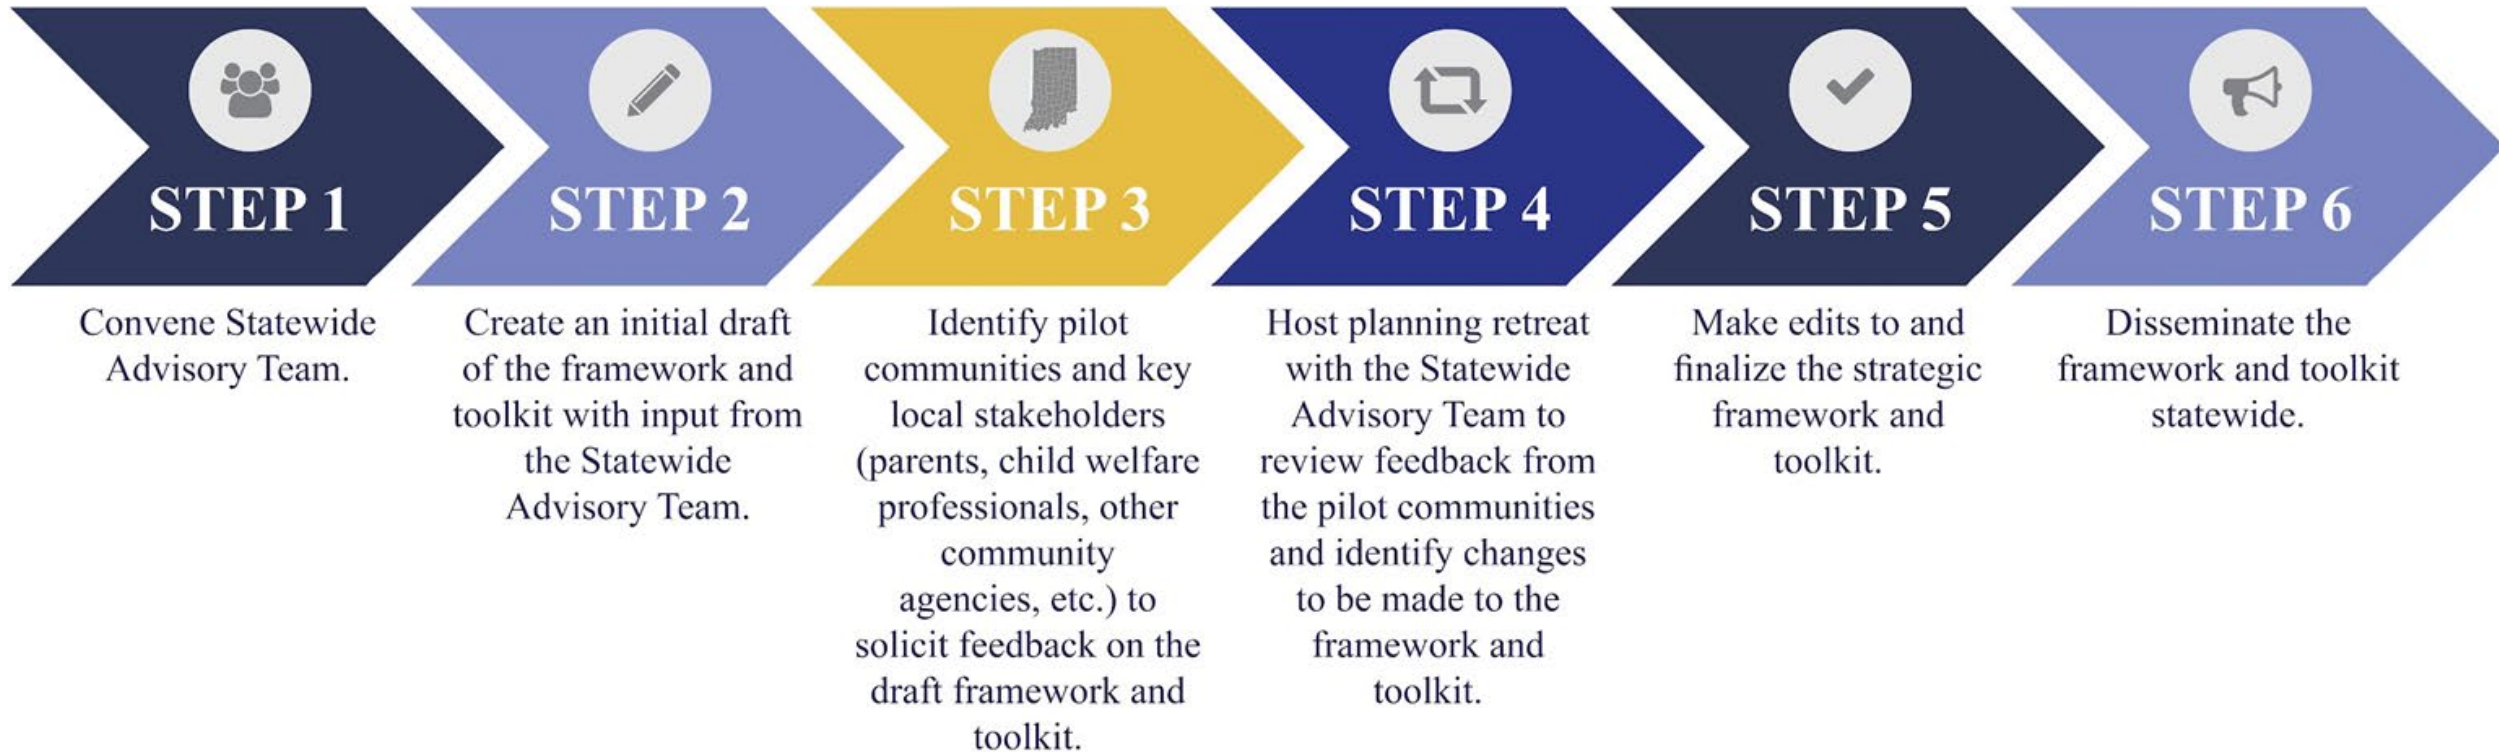 STEP 1
Convene Statewide
Advisory Team.
STEP 2
Create an initial draft
of the framework and
toolkit with input from
the Statewide
Advisory Team.
STEP 3
Identify pilot
communities and key
local stakeholders
(parents, child welfare
professionals, other
community
agencies, etc.) to
solicit feedback on the
draft framework and
toolkit.
STEP 4
Host planning retreat
with the Statewide
Advisory Team to
review feedback from
the pilot communities
and identify changes
to be made to the
framework and
toolkit.
STEP 5
Make edits to and
finalize the strategic
framework and
toolkit.
STEP 6
Disseminate the
framework and toolkit
statewide.